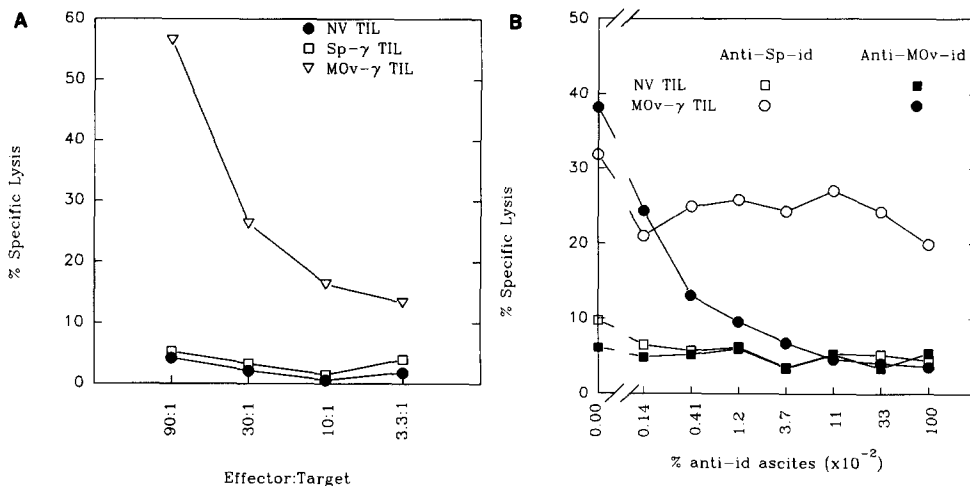 A
60
50
40
30
20
10
0
% Specific Lysis
NV TIL
Sp-γ TIL
MOv-γ TIL
90:1
30:1
10:1
3.3:1
Effector:Target
B
50
40
30
20
10
0
% Specific Lysis
Anti-Sp-id Anti-MOv-id
NV TIL
MOv-γ TIL
0.00
0.14
0.41
1.2
3.7
11
33
100
% anti-id ascites (x10⁻²)